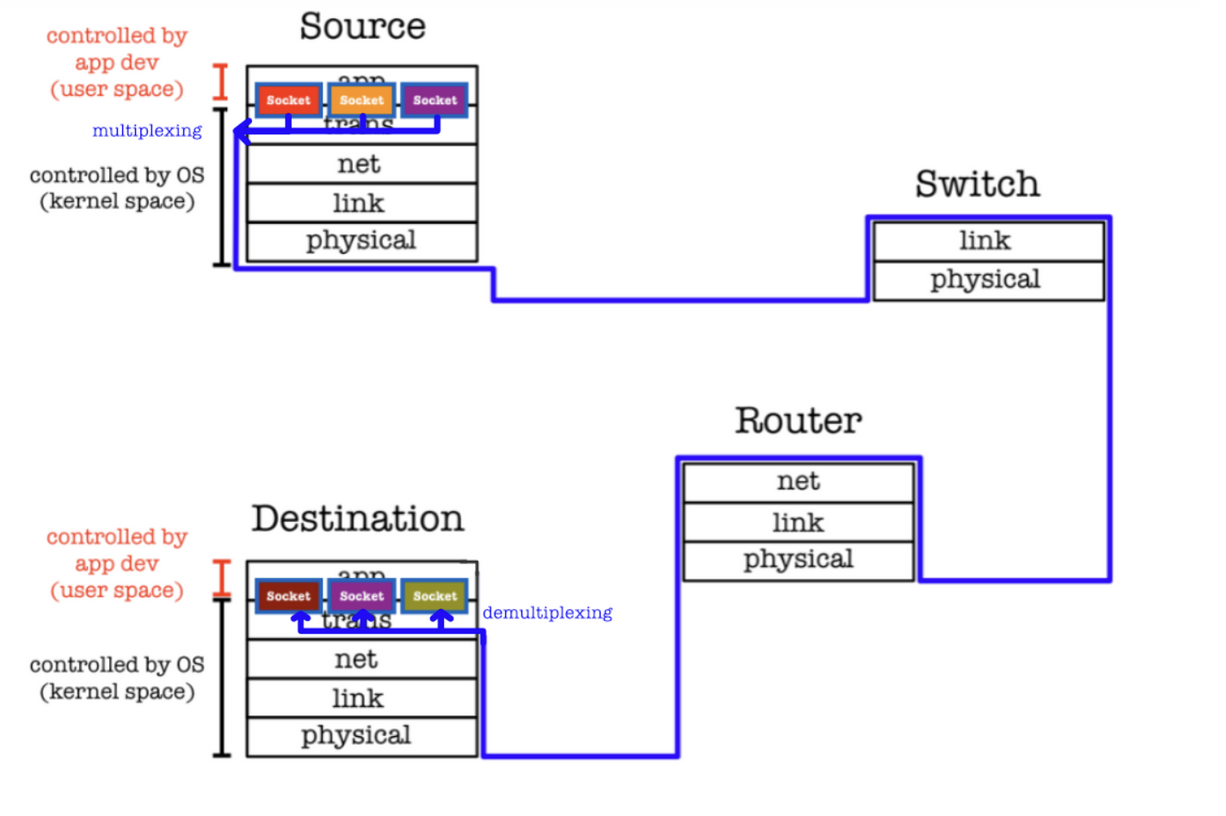 Source
controlled by
app dev
(user space)
app
Socket Socket Socket
trans
multiplexing
net
controlled by OS
(kernel space)
link
physical
Switch
link
physical
Router
net
link
physical
Destination
controlled by
app dev
(user space)
app
Socket Socket Socket
demultiplexing
trans
net
controlled by OS
(kernel space)
link
physical